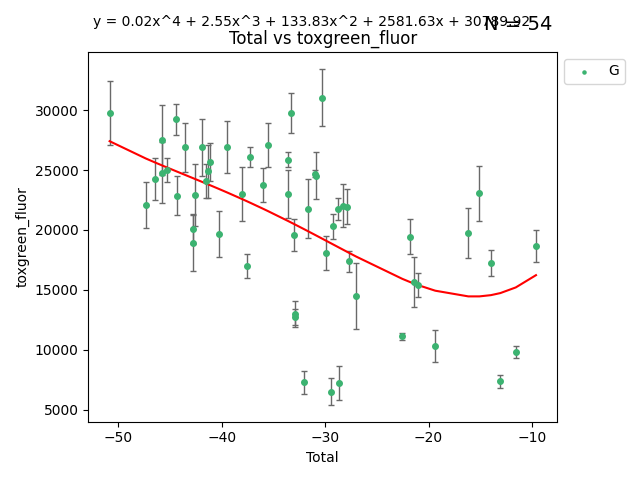 y = 0.02x^4 + 2.55x^3 + 133.83x^2 + 2581.63x + 30789.92
N = 54
Total vs toxgreen_fluor
G
30000
25000
20000
15000
10000
5000
toxgreen_fluor
−50 −40 −30 −20 −10
Total